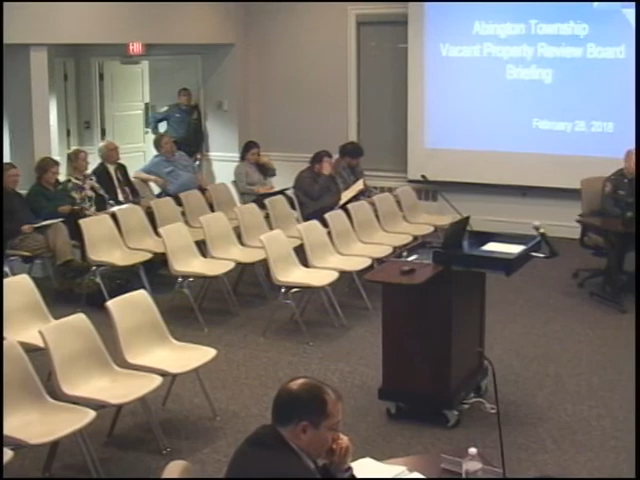 EXIT
Abington Township
Vacant Property Review Board
Briefing
February 28, 2018